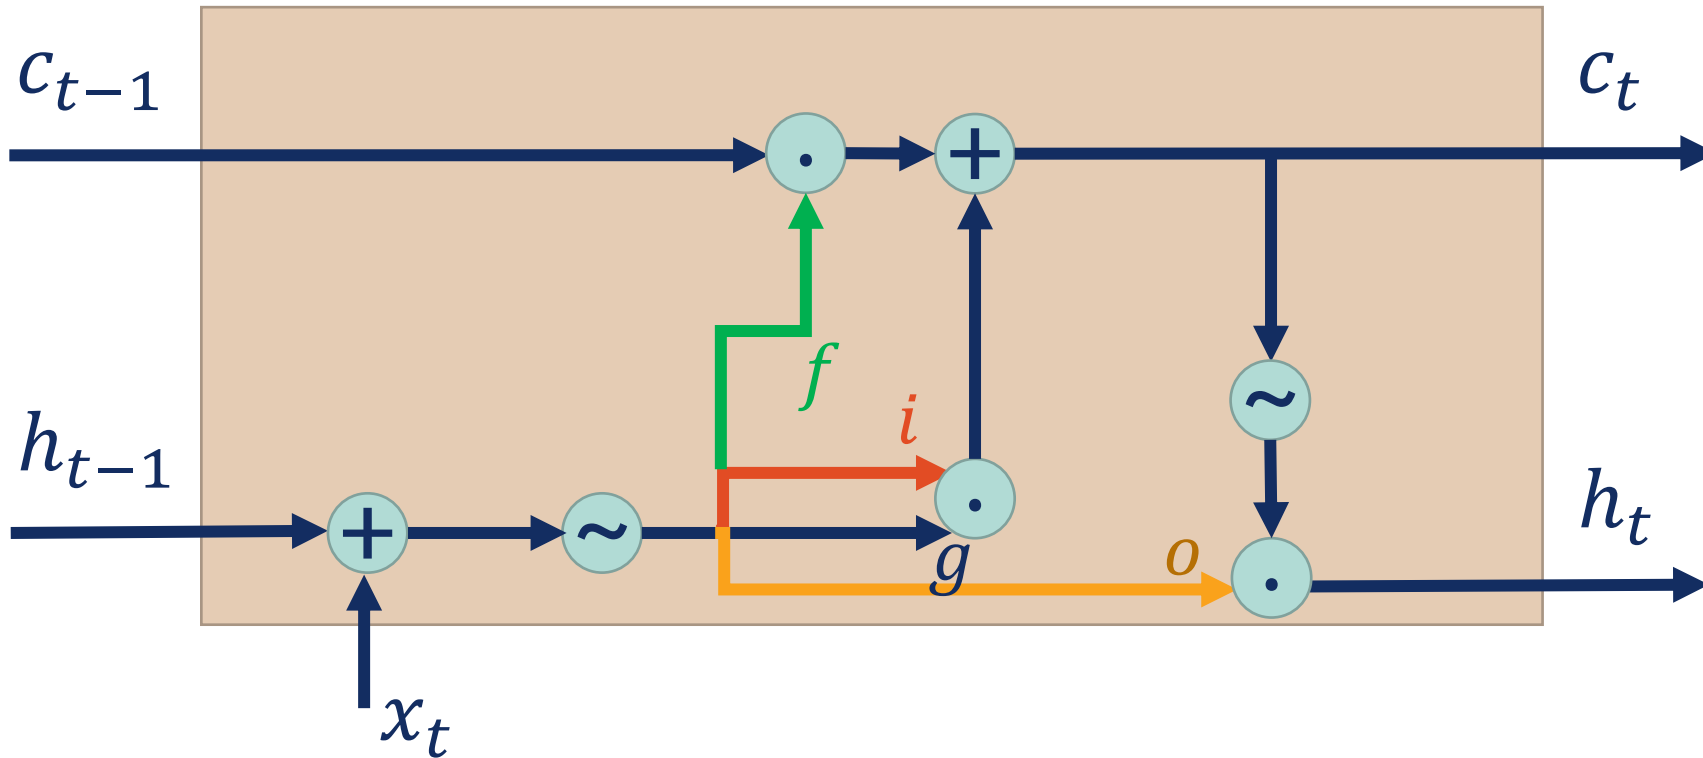 c_{t-1}
c_t
. +
f
i
~
h_{t-1}
+ ~ .
g
o
.
h_t
x_t